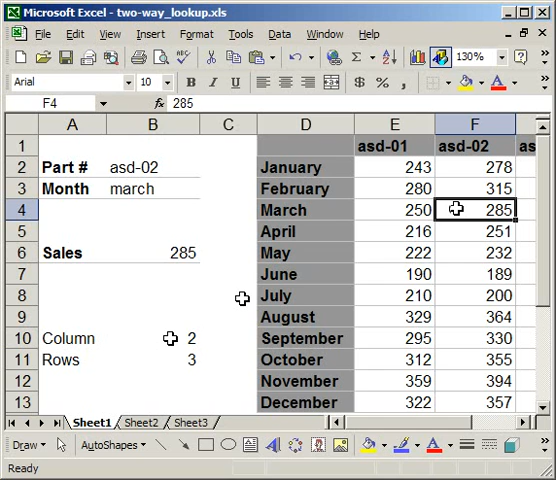 Microsoft Excel - two-way_lookup.xls
File Edit View Insert Format Tools Data Window Help
Σ 130%
Arial 10 B I U $ %
F4 fx 285
A B C D E F
1 asd-01 asd-02 as
2 Part # asd-02 January 243 278
3 Month march February 280 315
4 March 250 285
5 April 216 251
6 Sales 285 May 222 232
7 June 190 189
8 July 210 200
9 August 329 364
10 Column 2 September 295 330
11 Rows 3 October 312 355
12 November 359 394
13 December 322 357
Sheet1 Sheet2 Sheet3
Draw AutoShapes A A
Ready